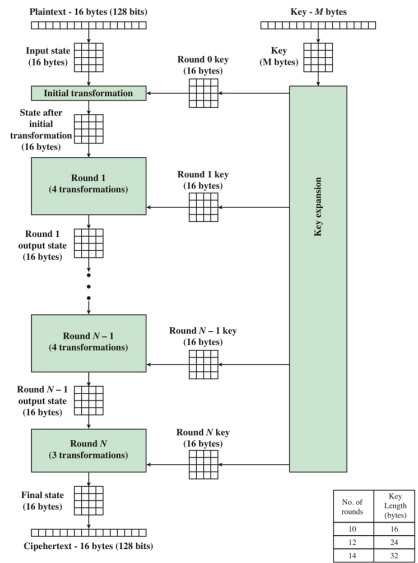 Plaintext - 16 bytes (128 bits)
Key - M bytes
Input state
(16 bytes)
Key
(M bytes)
Round 0 key
(16 bytes)
Initial transformation
State after
initial
transformation
(16 bytes)
Round 1
(4 transformations)
Round 1 key
(16 bytes)
Key expansion
Round 1
output state
(16 bytes)
Round N – 1
(4 transformations)
Round N – 1 key
(16 bytes)
Round N – 1
output state
(16 bytes)
Round N
(3 transformations)
Round N key
(16 bytes)
Final state
(16 bytes)
Cipehertext - 16 bytes (128 bits)
No. of
rounds
Key
Length
(bytes)
10 16
12 24
14 32